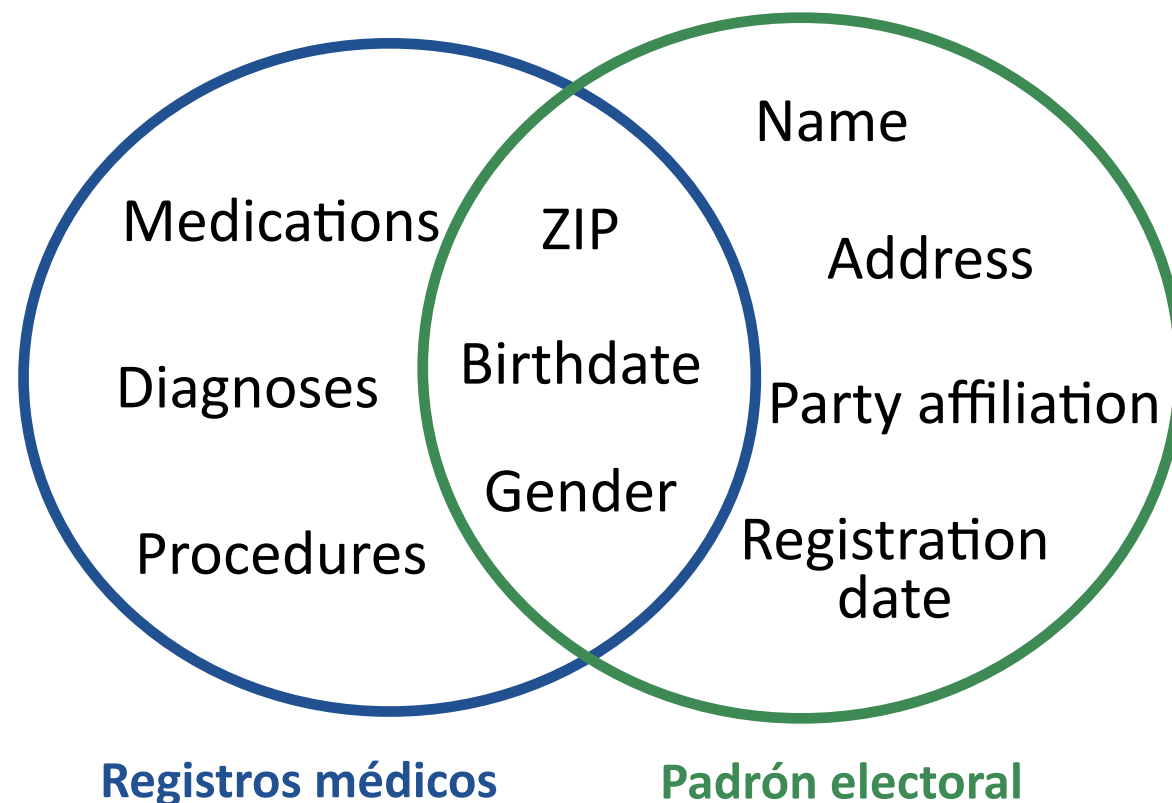 Medications
Diagnoses
Procedures
ZIP
Birthdate
Gender
Name
Address
Party affiliation
Registration
date
Registros médicos
Padrón electoral